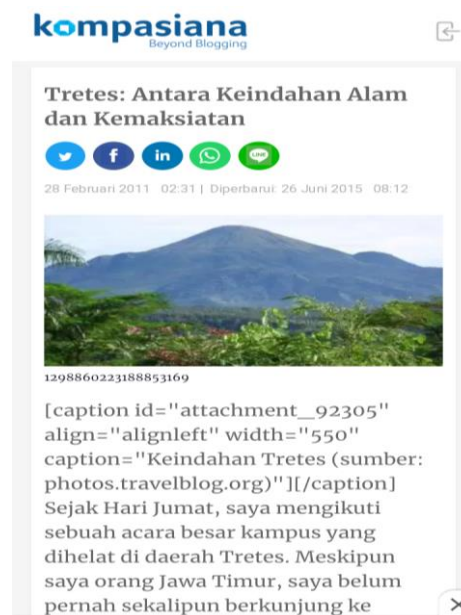 kompasiana
Beyond Blogging
Tretes: Antara Keindahan Alam
dan Kemaksiatan
LINE
28 Februari 2011 02:31 | Diperbarui: 26 Juni 2015 08:12
1298860223188853169
[caption id="attachment_92305"
align="alignleft" width="550"
caption="Keindahan Tretes (sumber:
photos.travelblog.org)"][/caption]
Sejak Hari Jumat, saya mengikuti
sebuah acara besar kampus yang
dihelat di daerah Tretes. Meskipun
saya orang Jawa Timur, saya belum
pernah sekalipun berkunjung ke